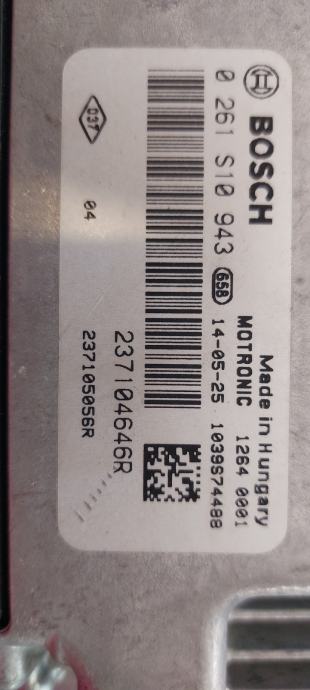 BOSCH
Made in Hungary
MOTRONIC 1264 0001
0 261 S10 943 658 14-05-25 1039S74488
237104646R
D37 04 237105056R